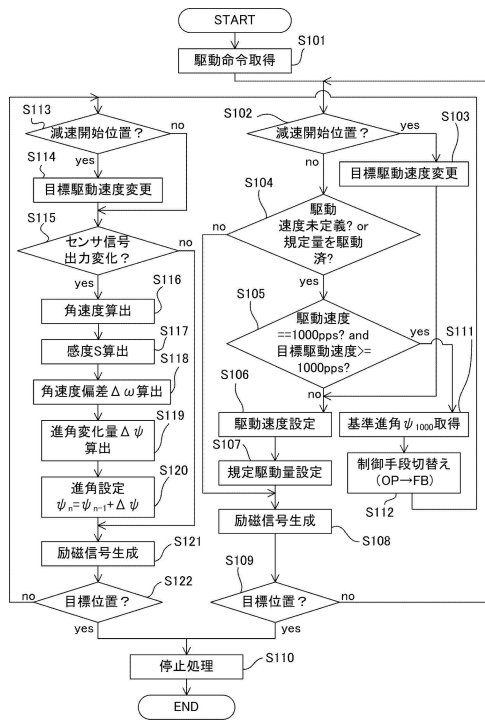 START
S101
駆動命令取得
S113
減速開始位置？
no
yes
S114
目標駆動速度変更
S115
センサ信号
出力変化？
no
yes
S116
角速度算出
S117
感度S算出
S118
角速度偏差Δω算出
S119
進角変化量Δψ
算出
S120
進角設定
ψn=ψn-1+Δψ
励磁信号生成
S121
目標位置？
S122
no
yes
S102
減速開始位置？
yes
no
S103
目標駆動速度変更
S104
駆動
速度未定義？ or
規定量を駆動
済？
no
yes
S105
駆動速度
==1000pps？ and
目標駆動速度>=
1000pps？
yes
no
S111
S106
駆動速度設定
基準進角ψ1000取得
S107
規定駆動量設定
制御手段切替え
（OP→FB）
S112
励磁信号生成
S108
S109
目標位置？
no
yes
停止処理
S110
END